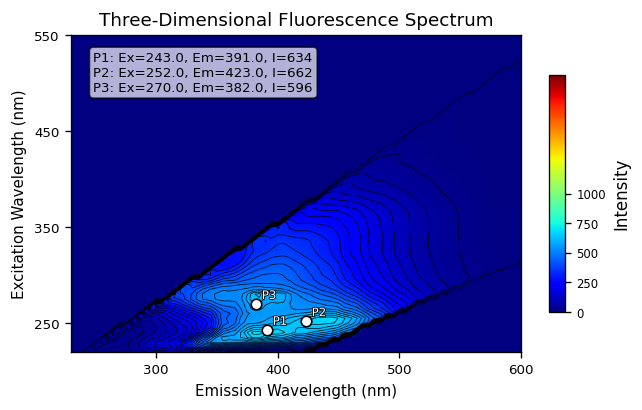 Three-Dimensional Fluorescence Spectrum
550
450
350
250
Excitation Wavelength (nm)
P1: Ex=243.0, Em=391.0, I=634
P2: Ex=252.0, Em=423.0, I=662
P3: Ex=270.0, Em=382.0, I=596
P3
P1
P2
300
400
500
600
Emission Wavelength (nm)
1000
750
500
250
0
Intensity